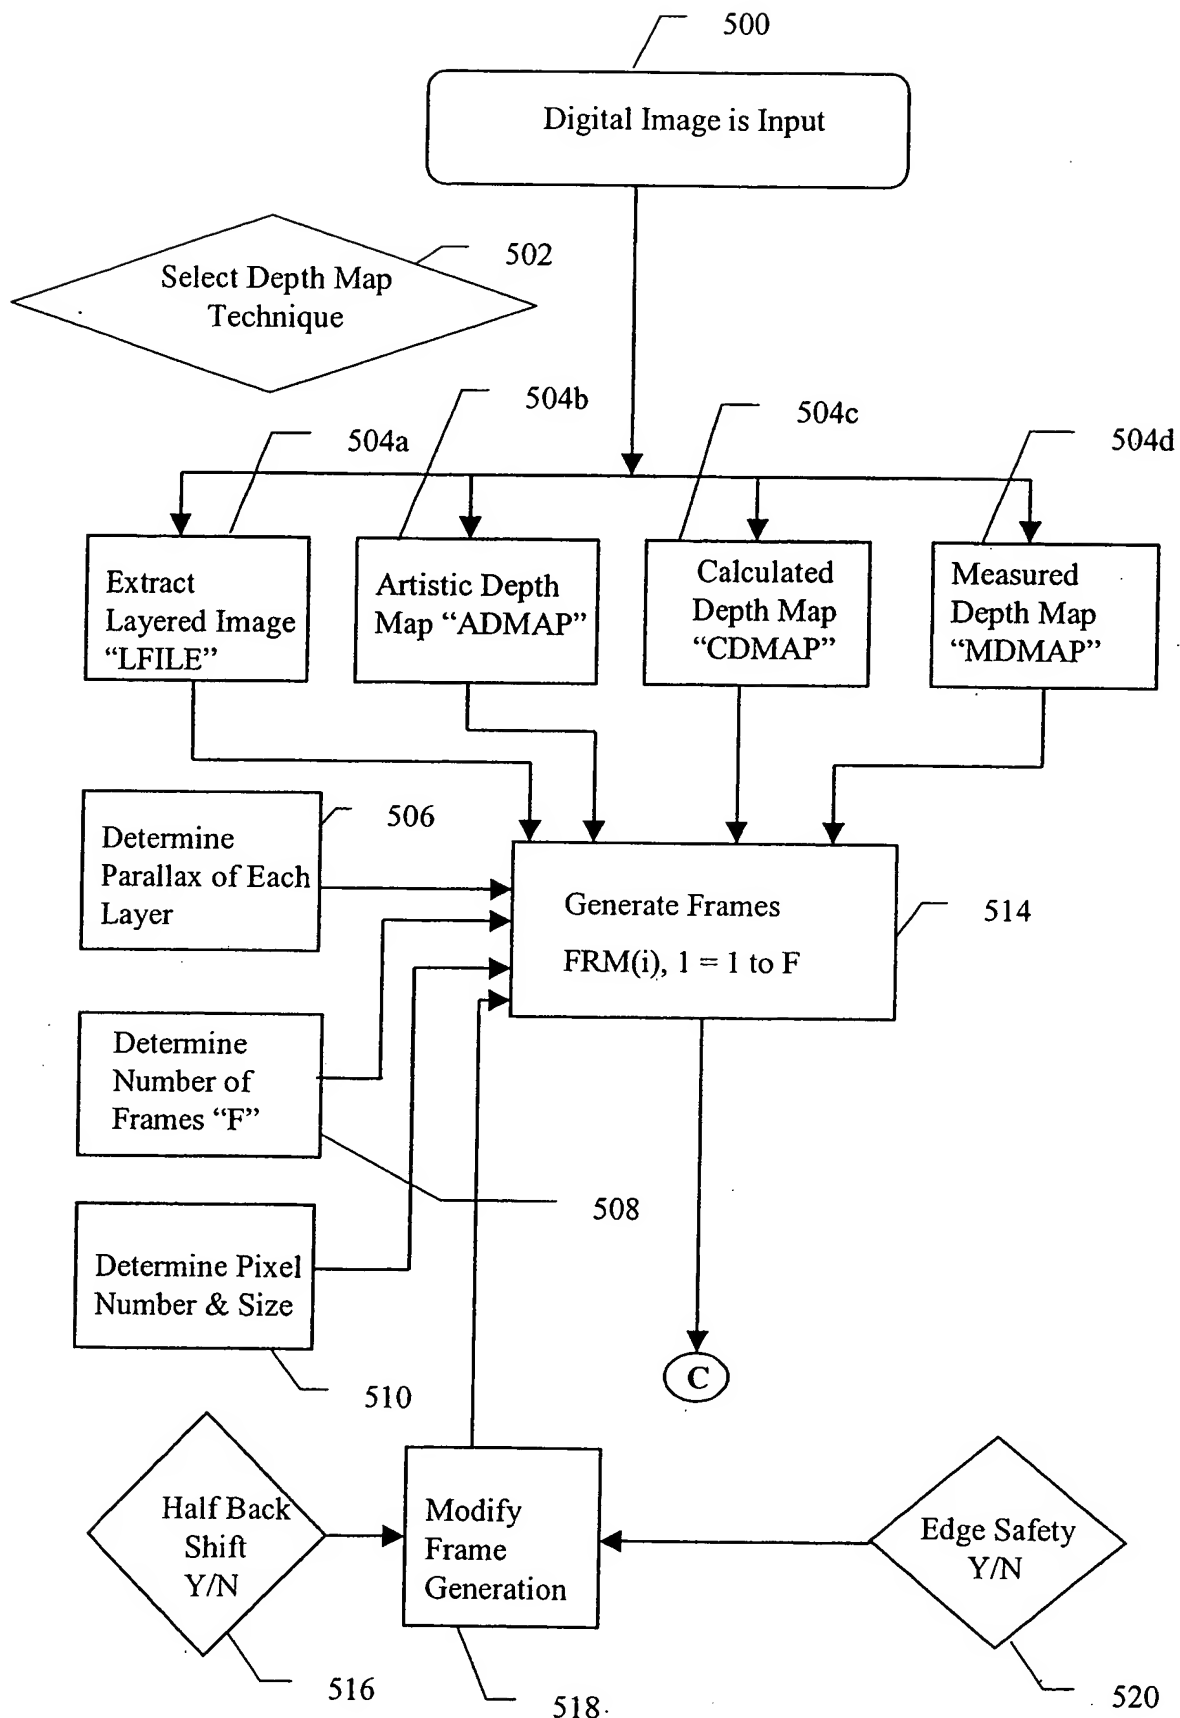 500
Digital Image is Input
502
Select Depth Map
Technique
504a
504b
504c
504d
Extract
Layered Image
“LFILE”
Artistic Depth
Map “ADMAP”
Calculated
Depth Map
“CDMAP”
Measured
Depth Map
“MDMAP”
506
Determine
Parallax of Each
Layer
Generate Frames
FRM(i), 1 = 1 to F
514
Determine
Number of
Frames “F”
508
Determine Pixel
Number & Size
510
C
Half Back
Shift
Y/N
Modify
Frame
Generation
Edge Safety
Y/N
516
518
520